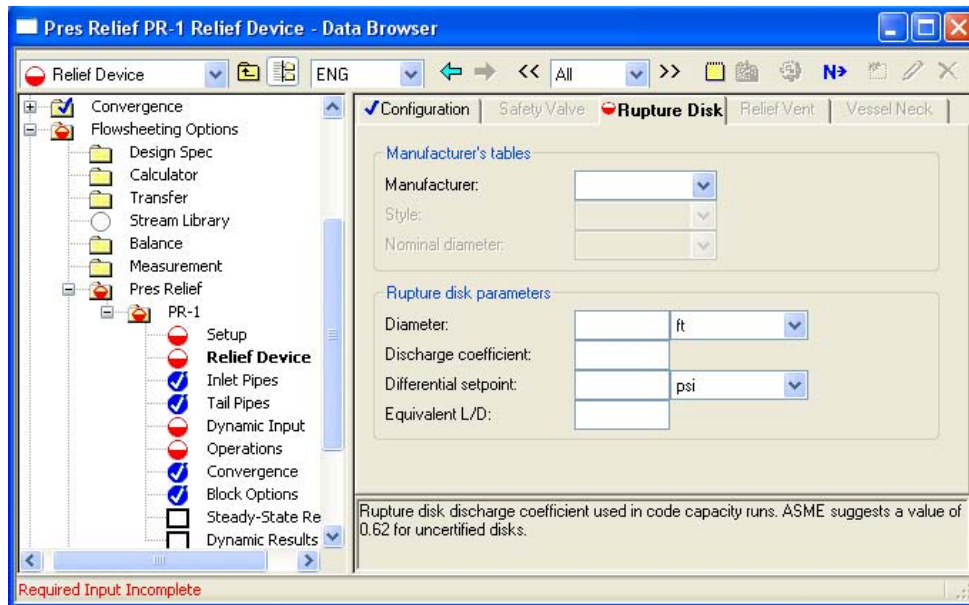 Pres Relief PR-1 Relief Device - Data Browser
Relief Device ENG << All >> N>
Convergence
Flowsheeting Options
Design Spec
Calculator
Transfer
Stream Library
Balance
Measurement
Pres Relief
PR-1
Setup
Relief Device
Inlet Pipes
Tail Pipes
Dynamic Input
Operations
Convergence
Block Options
Steady-State Re
Dynamic Results
Configuration Safety Valve Rupture Disk Relief Vent Vessel Neck
Manufacturer's tables
Manufacturer:
Style:
Nominal diameter:
Rupture disk parameters
Diameter: ft
Discharge coefficient:
Differential setpoint: psi
Equivalent L/D:
Rupture disk discharge coefficient used in code capacity runs. ASME suggests a value of
0.62 for uncertified disks.
Required Input Incomplete